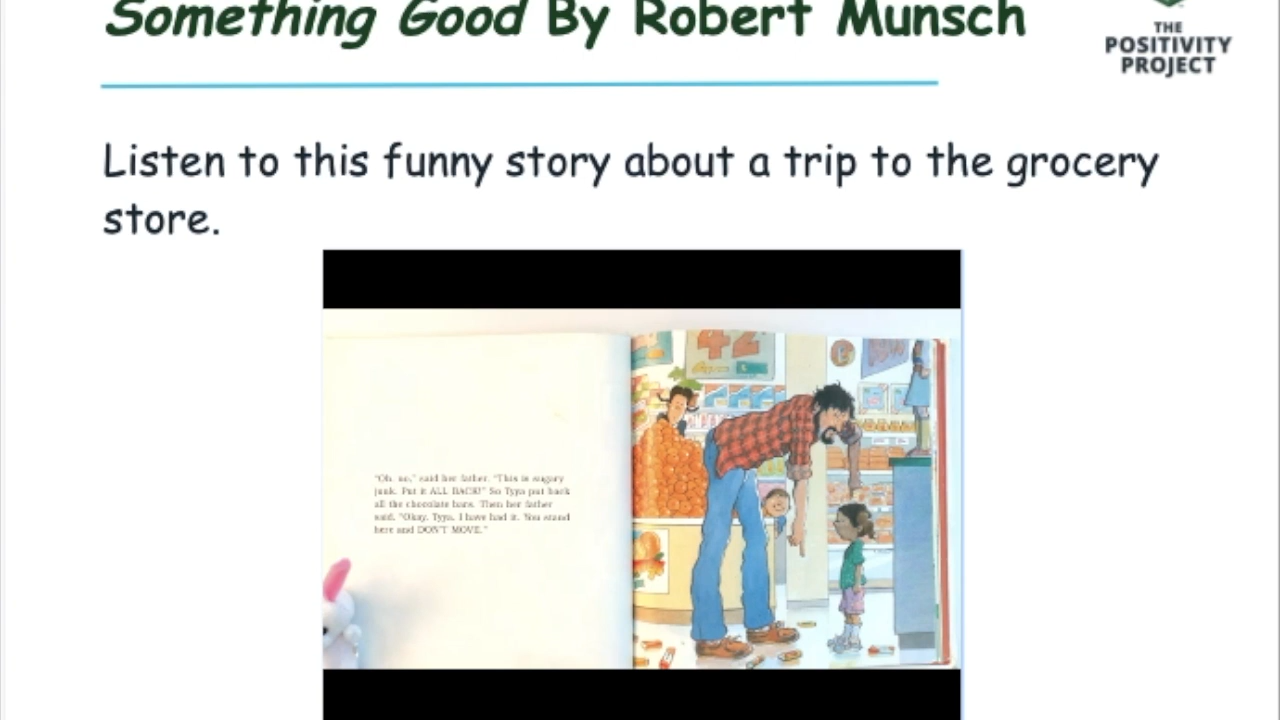 Something Good By Robert Munsch
THE
POSITIVITY
PROJECT
Listen to this funny story about a trip to the grocery
store.
"Oh, no," said her father. "This is sugary
junk. Put it ALL BACK!" So Tyya put back
all the chocolate bars. Then her father
said, "Okay, Tyya, I have had it. You stand
here and DON'T MOVE."
42